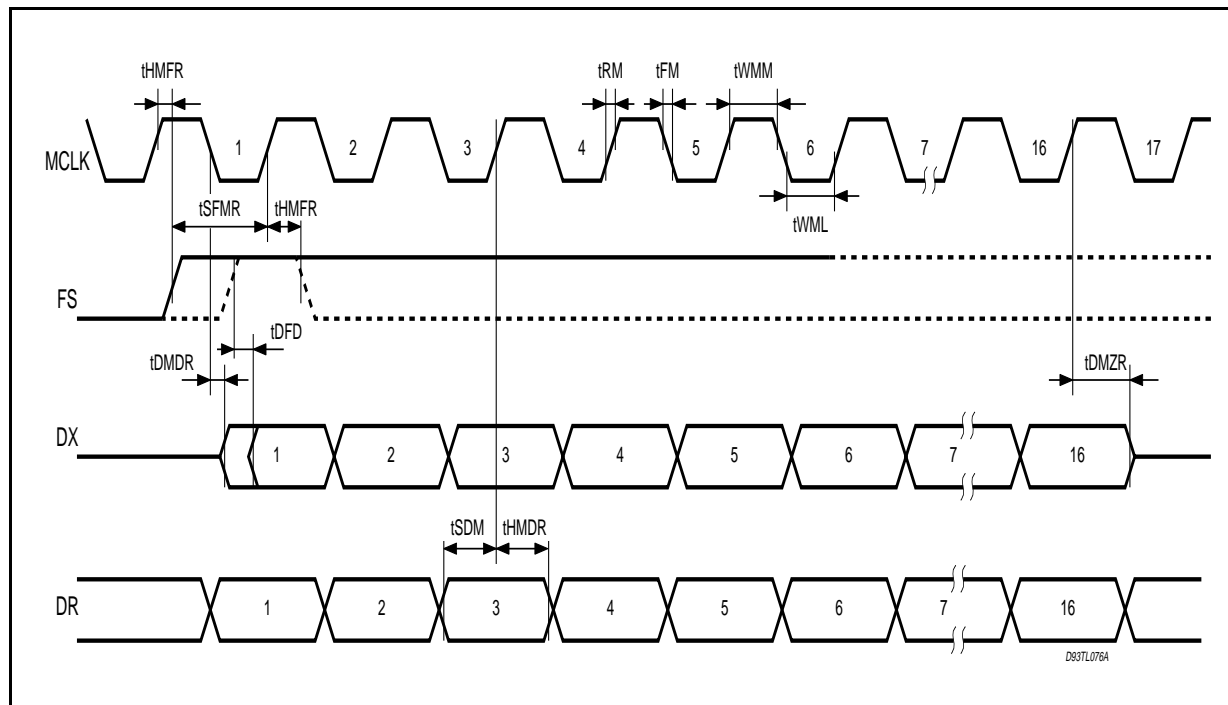 tHMFR tRM tFM tWMM
MCLK 1 2 3 4 5 6 7 16 17
tSFMR tHMFR tWML
FS
tDFD
tDMDR tDMZR
DX 1 2 3 4 5 6 7 16
tSDM tHMDR
DR 1 2 3 4 5 6 7 16
D93TL076A